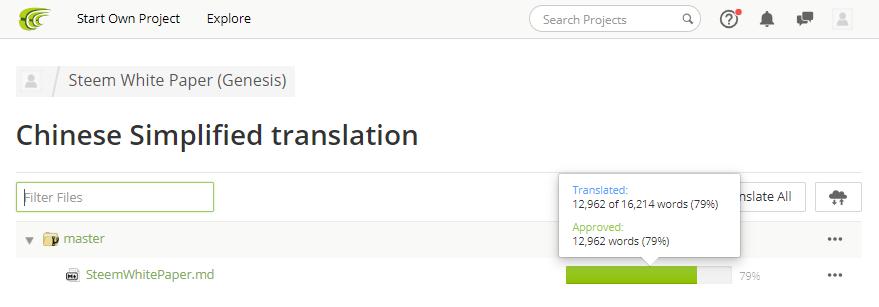 Start Own Project Explore Search Projects
Steem White Paper (Genesis)
Chinese Simplified translation
Filter Files nslate All
Translated:
12,962 of 16,214 words (79%)
Approved:
12,962 words (79%)
master
SteemWhitePaper.md 79%